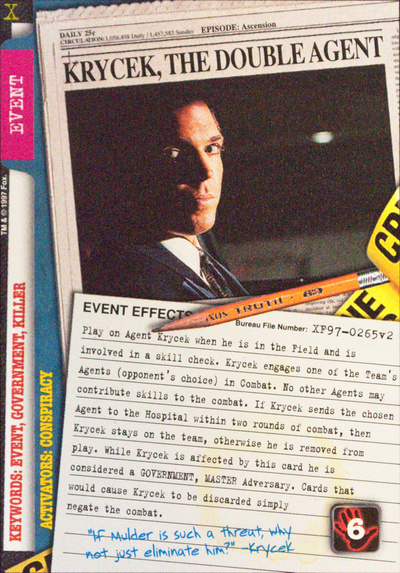 X
EVENT
TM & © 1997 Fox.
KEYWORDS: EVENT, GOVERNMENT, KILLER
ACTIVATORS: CONSPIRACY
DAILY 25¢
EPISODE: Ascension
CIRCULATION: 1,058,498 Daily / 1,457,583 Sunday
KRYCEK, THE DOUBLE AGENT
CRI
NE
TRUTH
EVENT EFFECTS
Bureau File Number: XF97-0265v2
Play on Agent Krycek when he is in the Field and is
involved in a skill check. Krycek engages one of the Team's
Agents (opponent's choice) in Combat. No other Agents may
contribute skills to the combat. If Krycek sends the chosen
Agent to the Hospital within two rounds of combat, then
Krycek stays on the team, otherwise he is removed from
play. While Krycek is affected by this card he is
considered a GOVERNMENT, MASTER Adversary. Cards that
would cause Krycek to be discarded simply
negate the combat.
"If Mulder is such a threat, why
not just eliminate him?" -Krycek
6